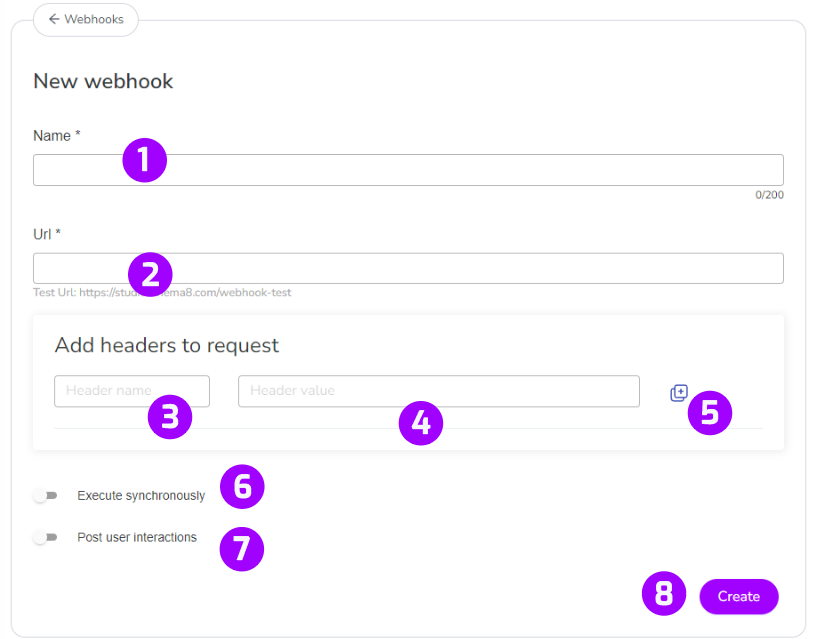 ← Webhooks
New webhook
Name *
1
0/200
Url *
2
Test Url: https://stud ema8.com/webhook-test
Add headers to request
Header name
Header value
3
4
5
Execute synchronously
6
Post user interactions
7
8
Create